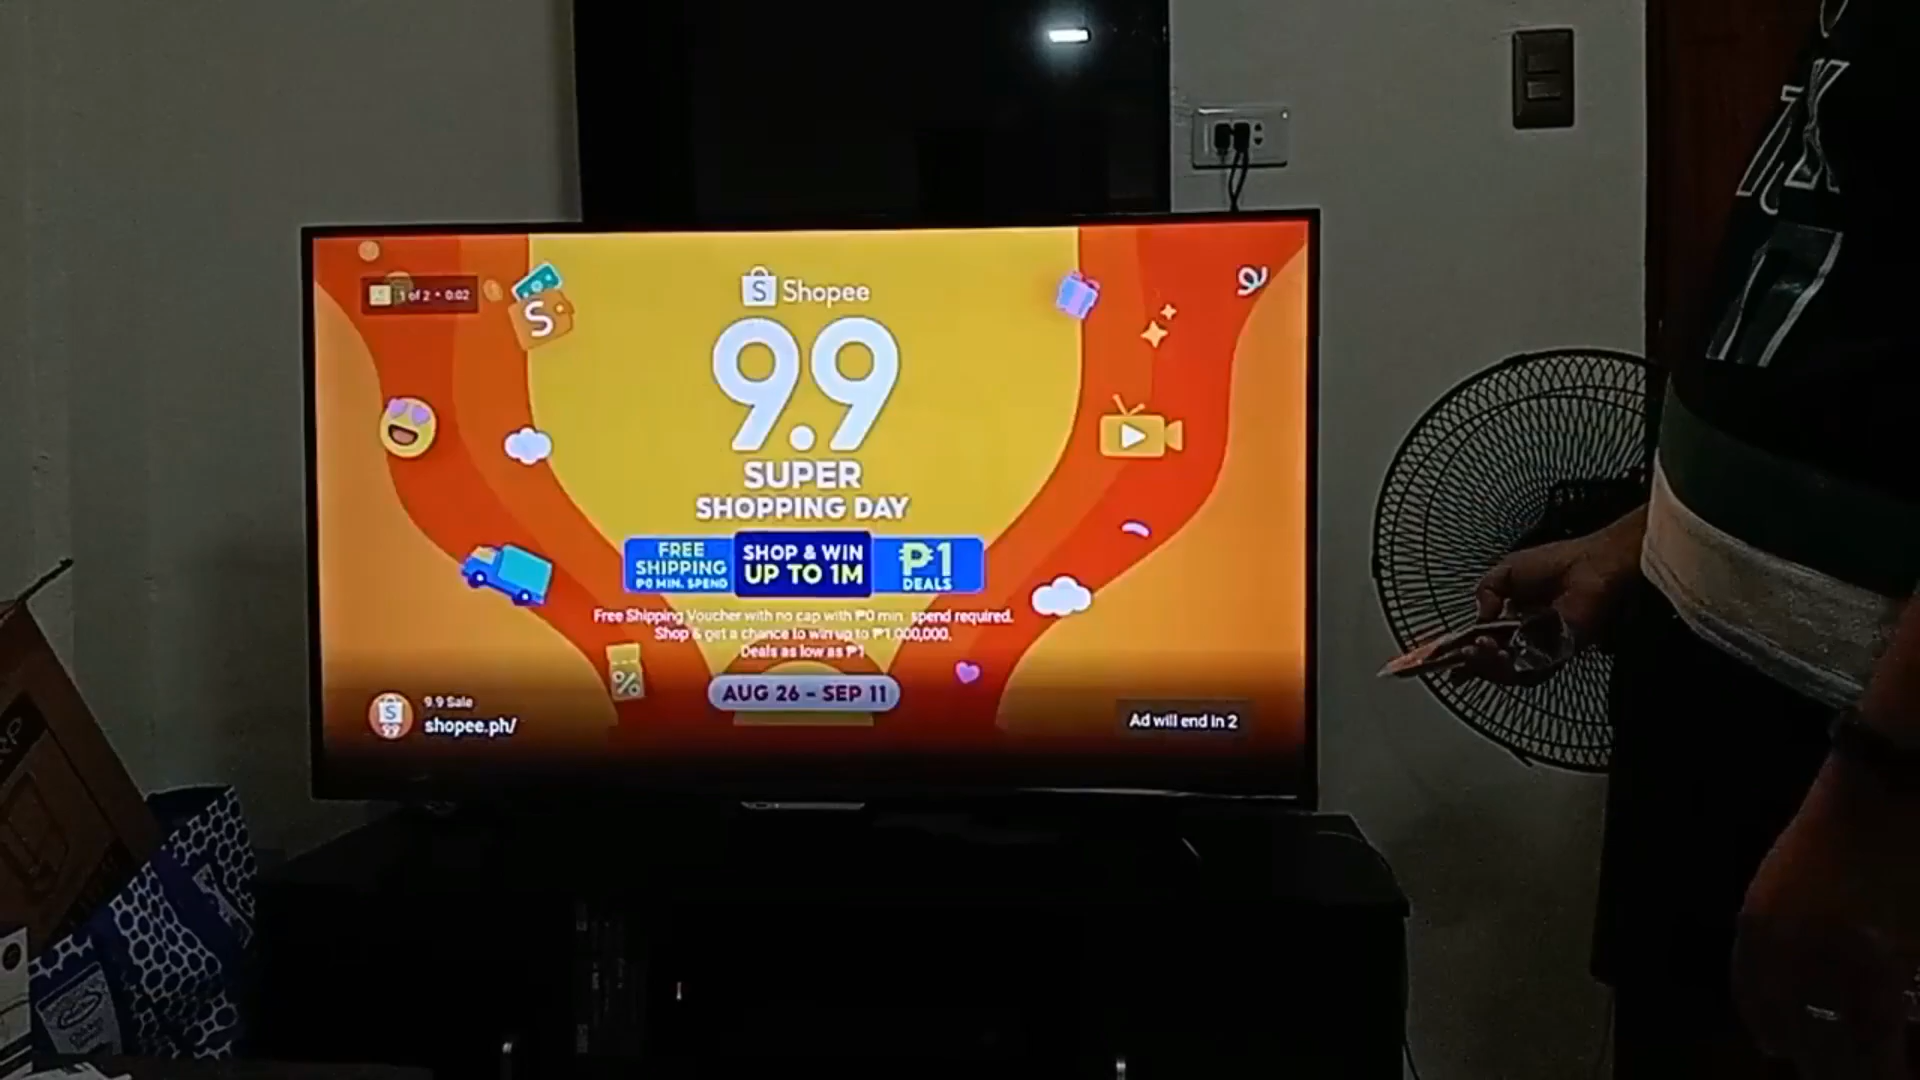 1 of 2 • 0:02
Shopee
9.9
SUPER
SHOPPING DAY
FREE
SHIPPING
₱0 MIN. SPEND
SHOP & WIN
UP TO 1M
₱1
DEALS
Free Shipping Voucher with no cap with ₱0 min. spend required.
Shop & get a chance to win up to ₱1,000,000.
Deals as low as ₱1
AUG 26 - SEP 11
9.9 Sale
shopee.ph/
Ad will end in 2